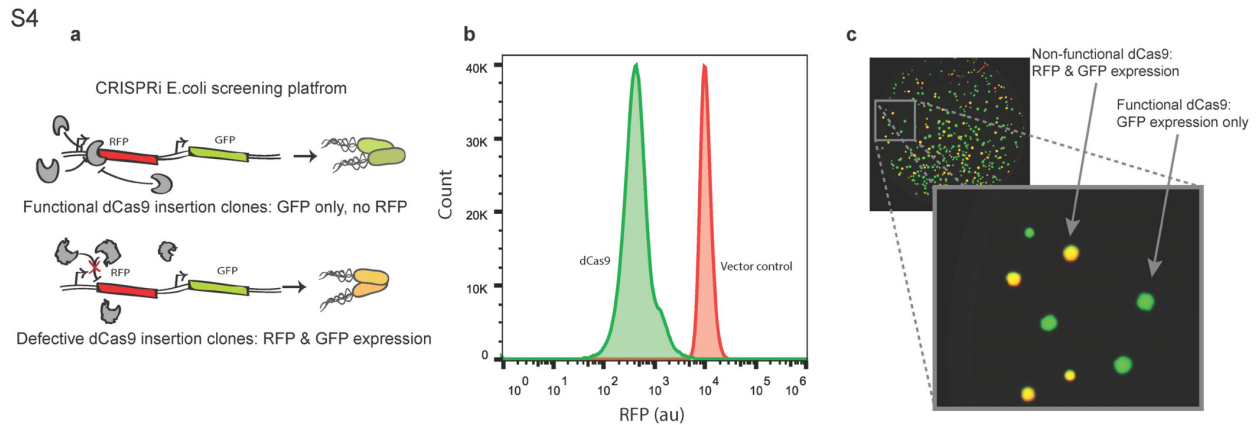 S4
a
CRISPRi E.coli screening platfrom
RFP
GFP
Functional dCas9 insertion clones: GFP only, no RFP
RFP
GFP
Defective dCas9 insertion clones: RFP & GFP expression
b
Count
40K
30K
20K
10K
0
dCas9
Vector control
10^0
10^1
10^2
10^3
10^4
10^5
10^6
RFP (au)
c
Non-functional dCas9:
RFP & GFP expression
Functional dCas9:
GFP expression only